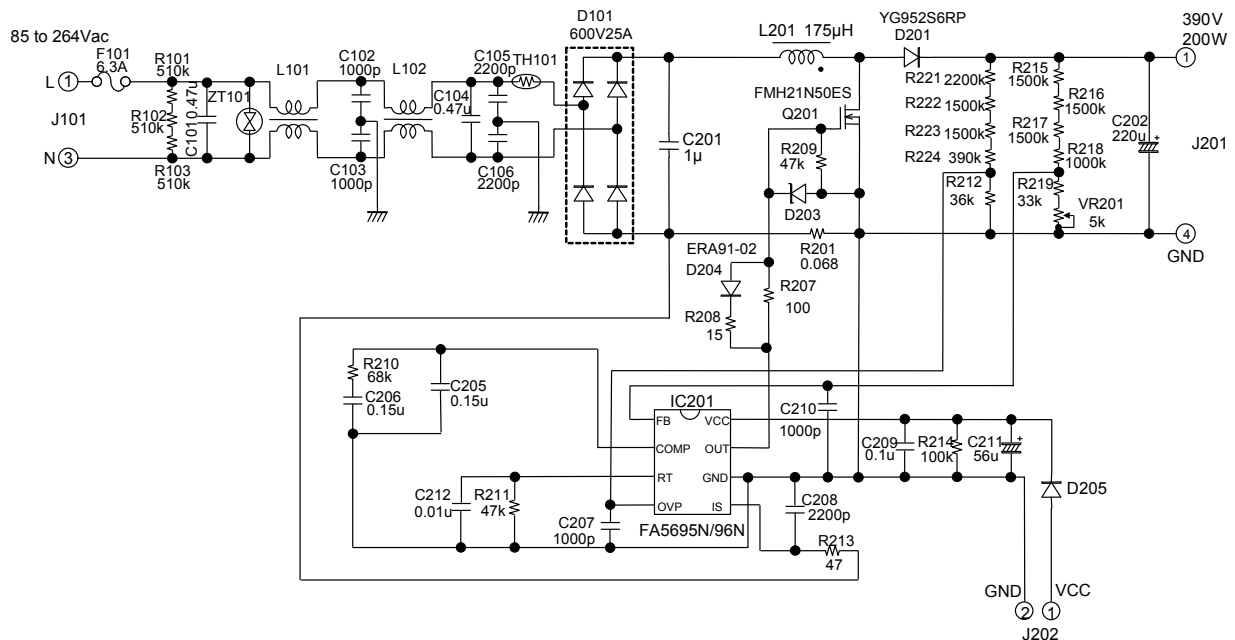 85 to 264Vac
F101
6.3A
L 1
J101
N 3
R101
510k
R102
510k
R103
510k
C101 0.47u
ZT101
L101
C102
1000p
C103
1000p
L102
C104
0.47u
C105
2200p
C106
2200p
TH101
D101
600V25A
C201
1µ
L201 175µH
YG952S6RP
D201
FMH21N50ES
Q201
R209
47k
D203
R201
0.068
R221
2200k
R222
1500k
R223
1500k
R224
390k
R212
36k
R215
1500k
R216
1500k
R217
1500k
R218
1000k
R219
33k
VR201
5k
C202
220u
+
390V
200W
1
J201
4
GND
ERA91-02
D204
R208
15
R207
100
R210
68k
C206
0.15u
C205
0.15u
IC201
FB
VCC
COMP
OUT
RT
GND
OVP
IS
FA5695N/96N
C210
1000p
C209
0.1u
R214
100k
C211
56u
+
D205
C212
0.01u
R211
47k
C207
1000p
C208
2200p
R213
47
GND
VCC
2
1
J202